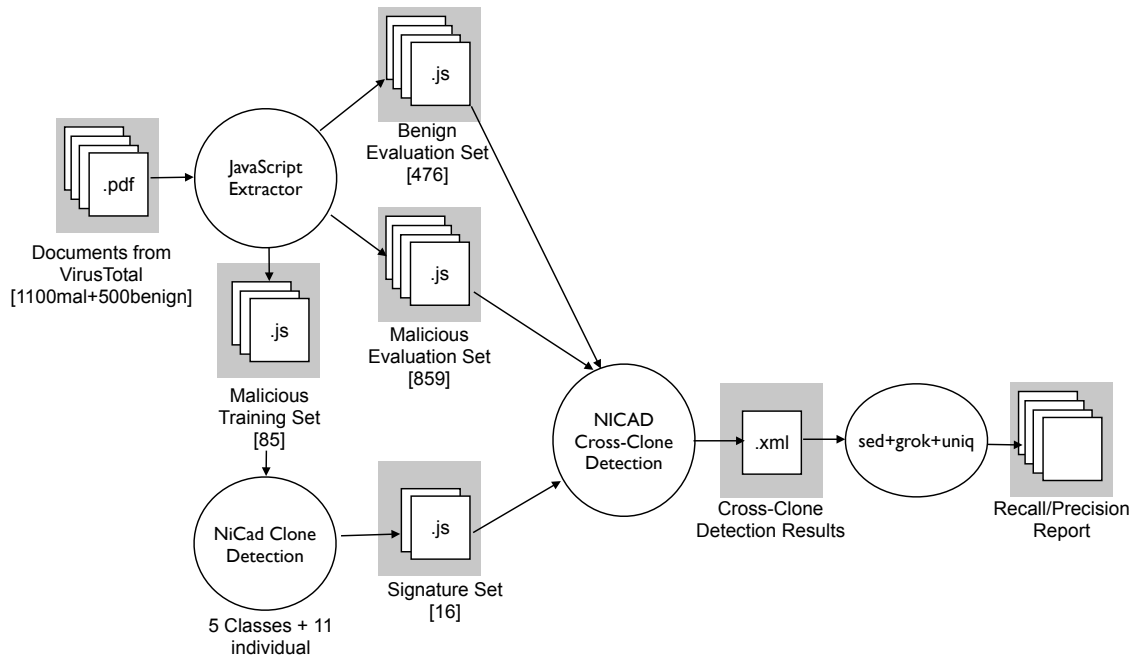 .pdf
Documents from
VirusTotal
[1100mal+500benign]
JavaScript
Extractor
.js
Benign
Evaluation Set
[476]
.js
Malicious
Evaluation Set
[859]
.js
Malicious
Training Set
[85]
NiCad Clone
Detection
5 Classes + 11
individual
.js
Signature Set
[16]
NICAD
Cross-Clone
Detection
.xml
Cross-Clone
Detection Results
sed+grok+uniq
Recall/Precision
Report